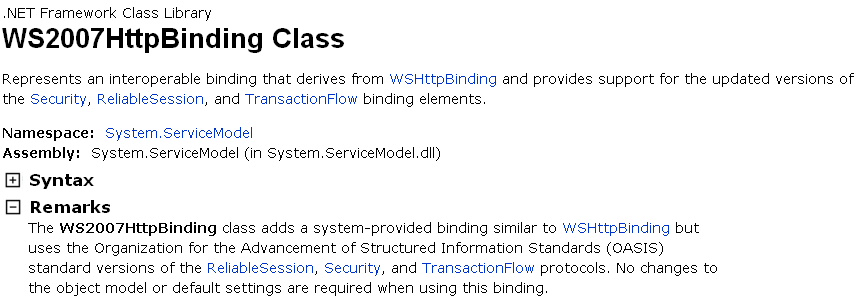 .NET Framework Class Library
WS2007HttpBinding Class
Represents an interoperable binding that derives from WSHttpBinding and provides support for the updated versions of
the Security, ReliableSession, and TransactionFlow binding elements.
Namespace: System.ServiceModel
Assembly: System.ServiceModel (in System.ServiceModel.dll)
Syntax
Remarks
The WS2007HttpBinding class adds a system-provided binding similar to WSHttpBinding but
uses the Organization for the Advancement of Structured Information Standards (OASIS)
standard versions of the ReliableSession, Security, and TransactionFlow protocols. No changes to
the object model or default settings are required when using this binding.